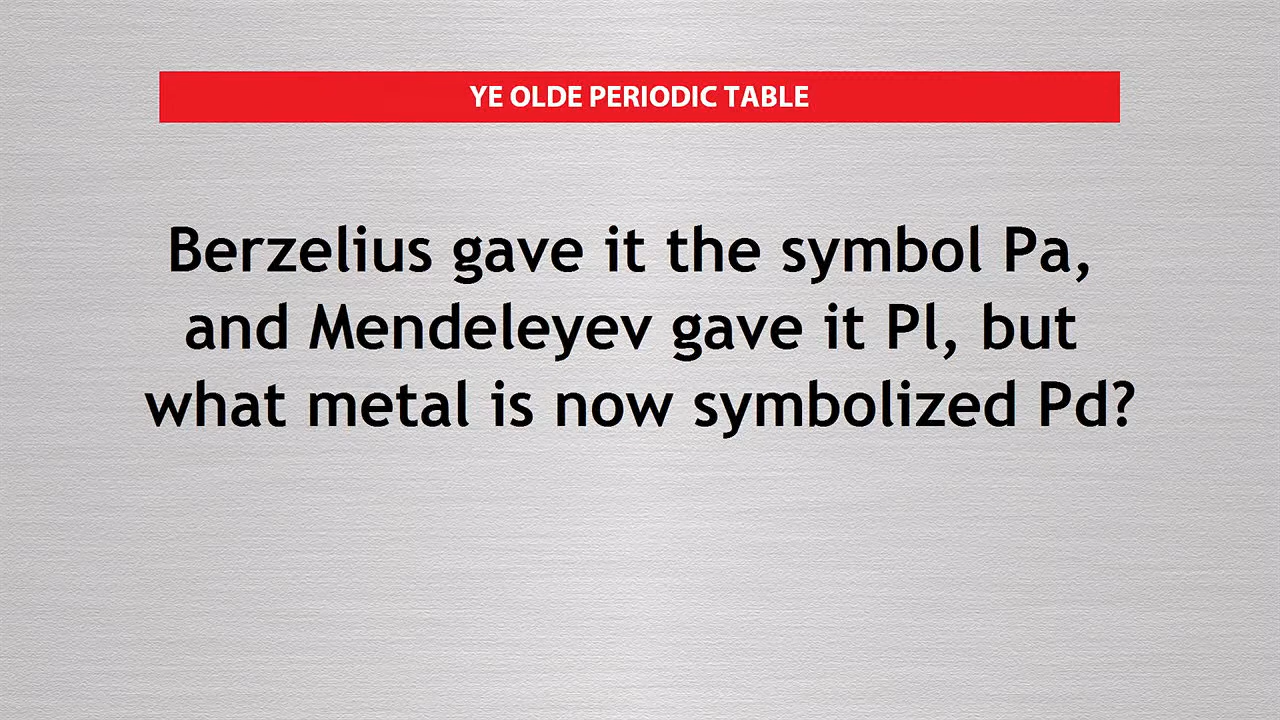 YE OLDE PERIODIC TABLE
Berzelius gave it the symbol Pa,
and Mendeleyev gave it Pl, but
what metal is now symbolized Pd?